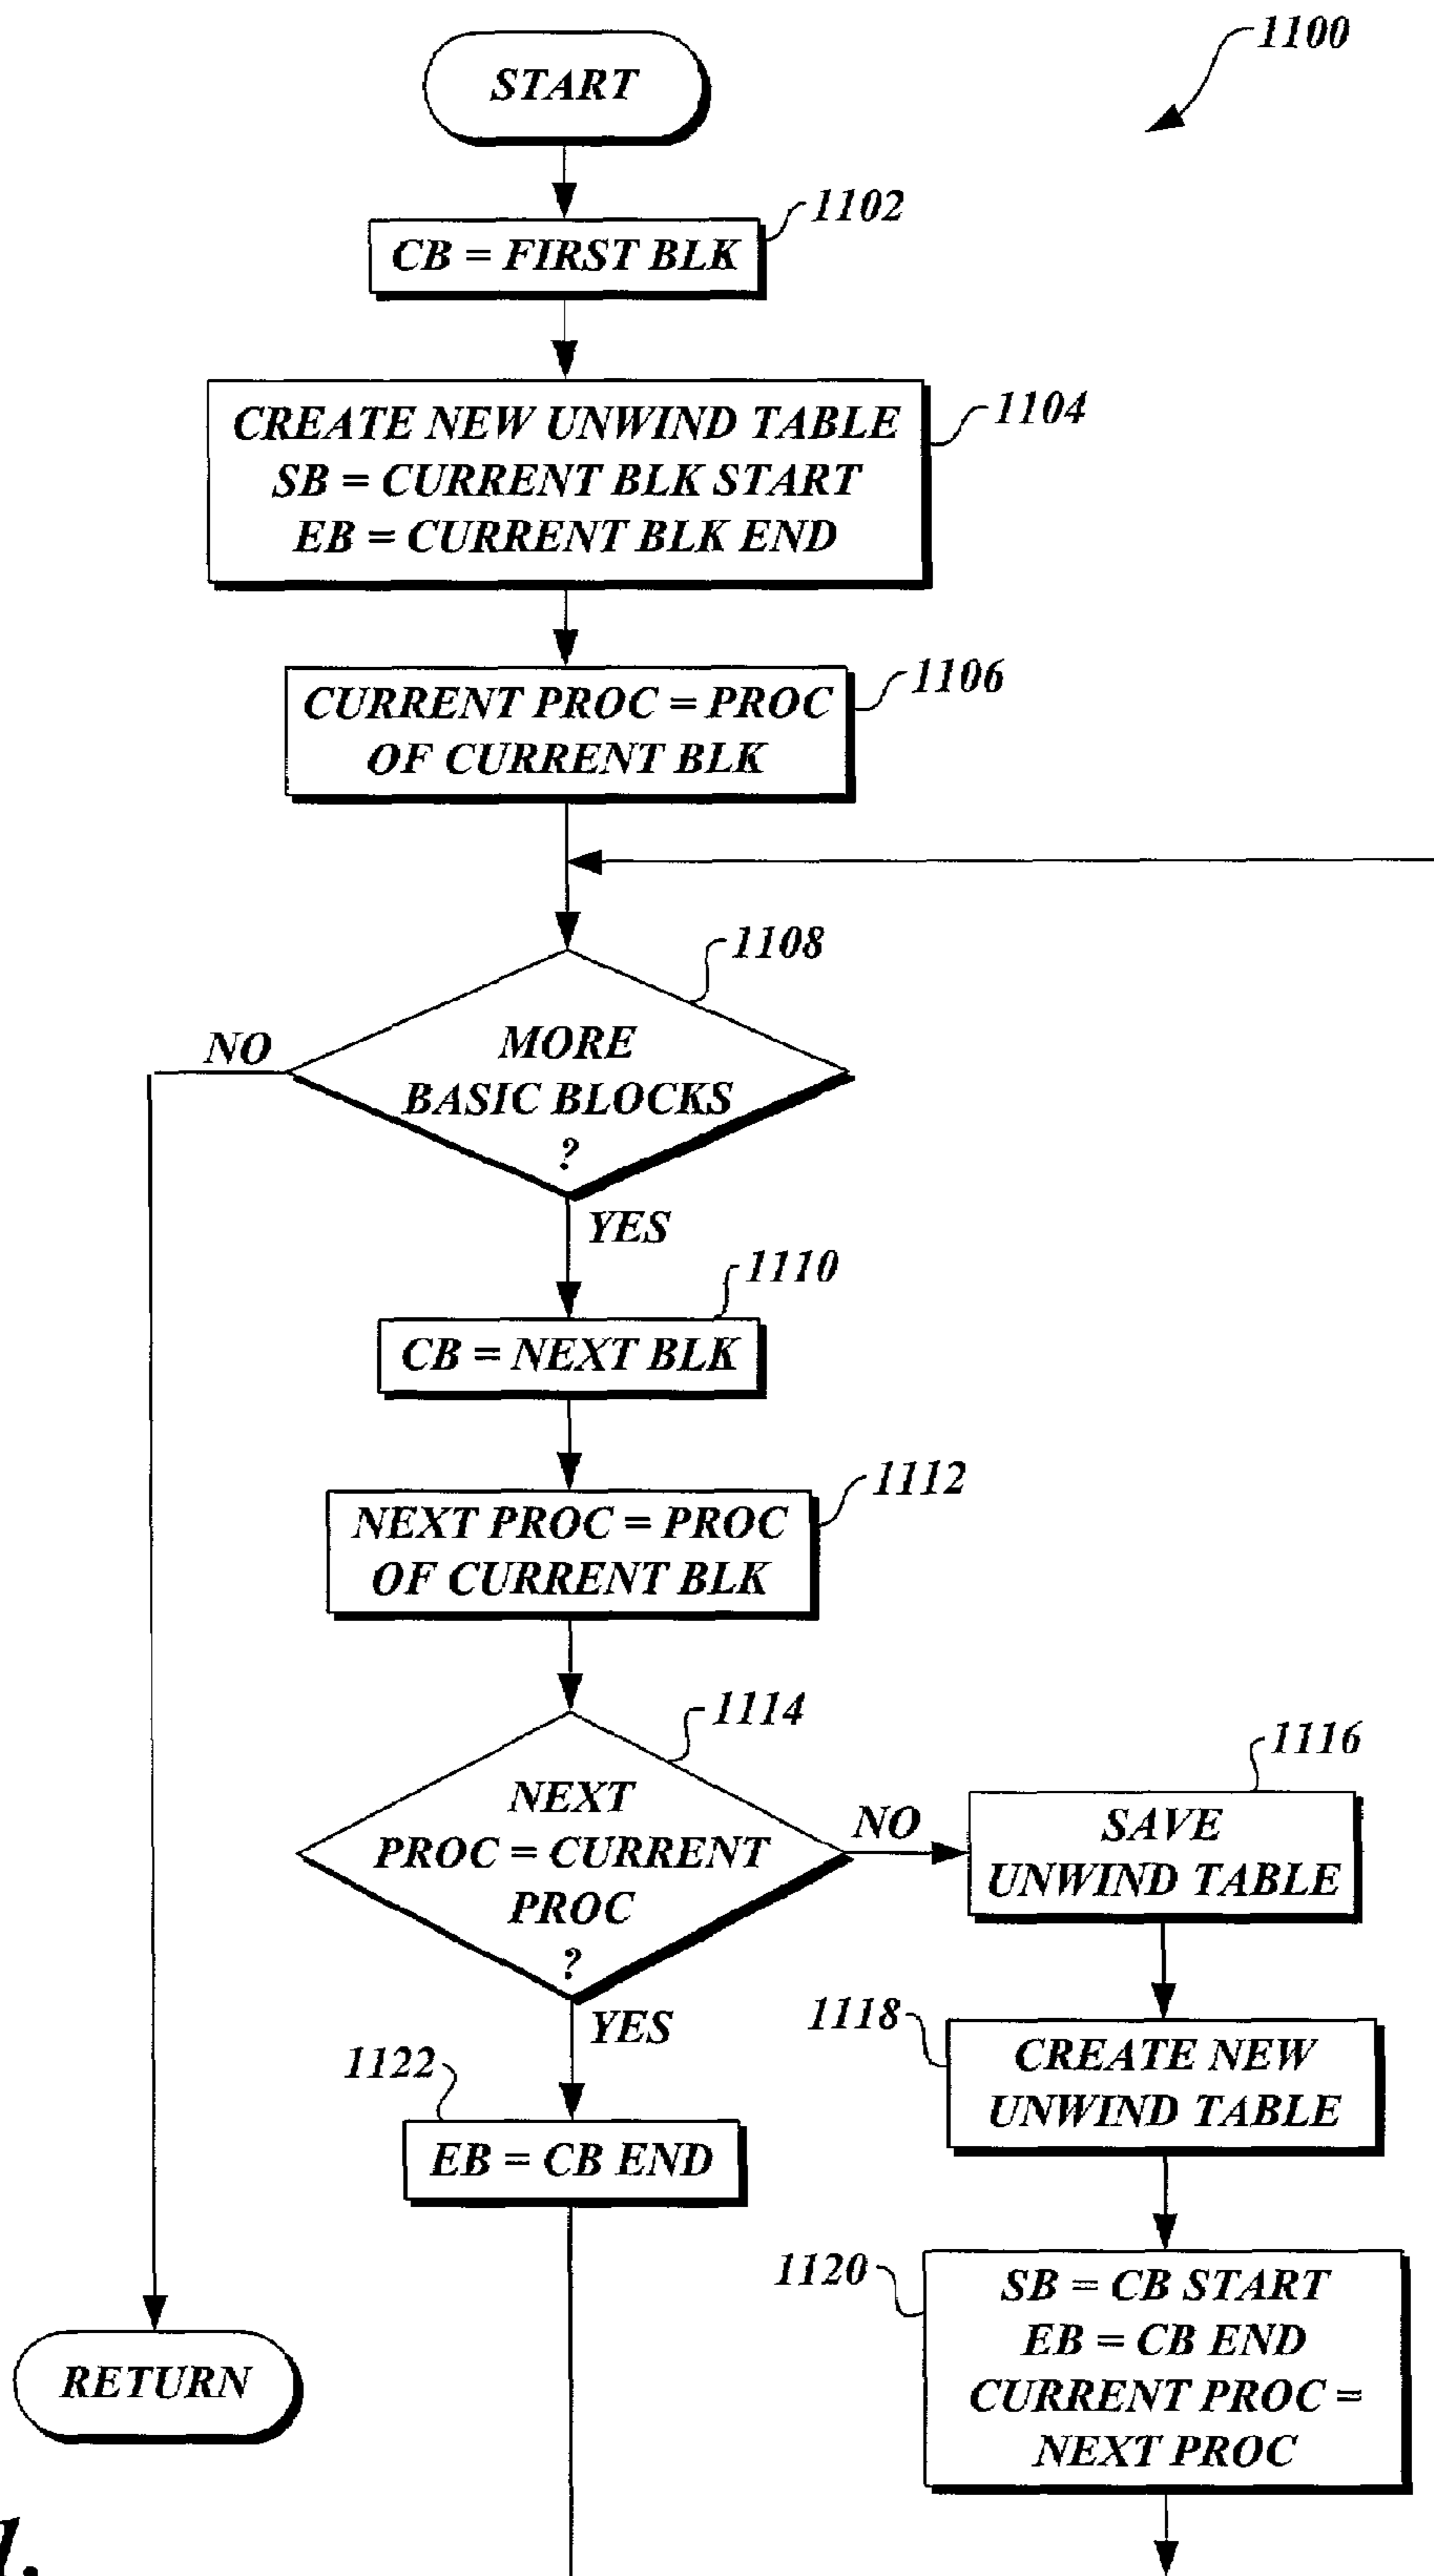 1100
START
1102
CB = FIRST BLK
1104
CREATE NEW UNWIND TABLE
SB = CURRENT BLK START
EB = CURRENT BLK END
1106
CURRENT PROC = PROC
OF CURRENT BLK
1108
NO
MORE
BASIC BLOCKS
?
YES
1110
CB = NEXT BLK
1112
NEXT PROC = PROC
OF CURRENT BLK
1114
NEXT
PROC = CURRENT
PROC
?
NO
1116
SAVE
UNWIND TABLE
YES
1118
CREATE NEW
UNWIND TABLE
1122
EB = CB END
1120
SB = CB START
EB = CB END
CURRENT PROC =
NEXT PROC
RETURN